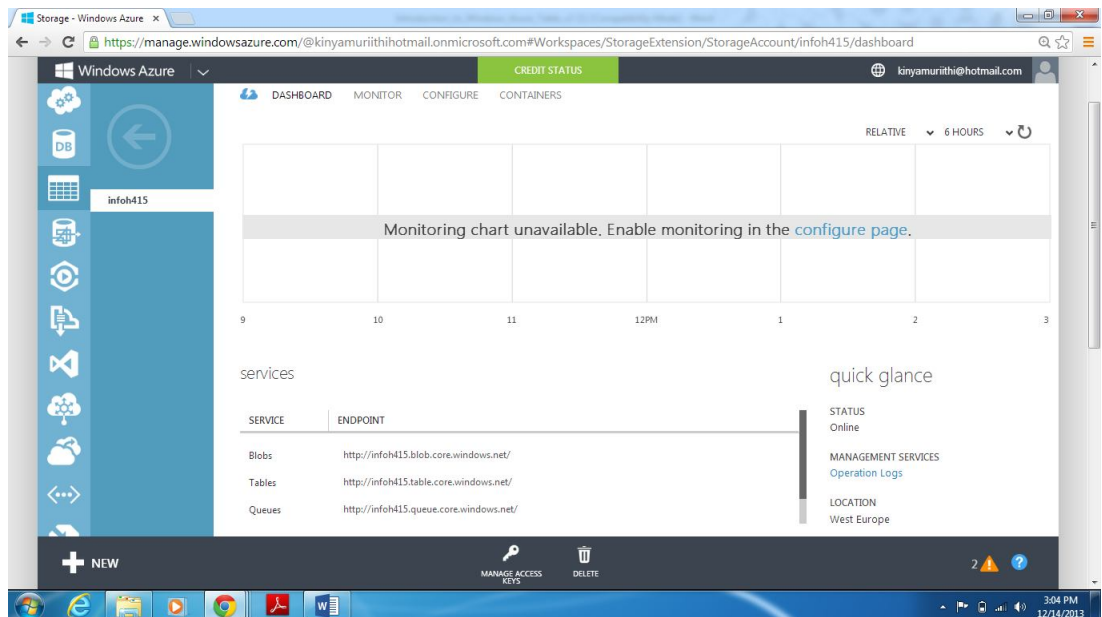 Storage - Windows Azure
https://manage.windowsazure.com/@kinyamuriithihotmail.onmicrosoft.com#Workspaces/StorageExtension/StorageAccount/infoh415/dashboard
Windows Azure
CREDIT STATUS
kinyamuriithi@hotmail.com
DASHBOARD MONITOR CONFIGURE CONTAINERS
RELATIVE 6 HOURS
DB
infoh415
Monitoring chart unavailable. Enable monitoring in the configure page.
9 10 11 12PM 1 2 3
services
SERVICE ENDPOINT
Blobs http://infoh415.blob.core.windows.net/
Tables http://infoh415.table.core.windows.net/
Queues http://infoh415.queue.core.windows.net/
quick glance
STATUS
Online
MANAGEMENT SERVICES
Operation Logs
LOCATION
West Europe
NEW
MANAGE ACCESS
KEYS
DELETE
2
3:04 PM
12/14/2013